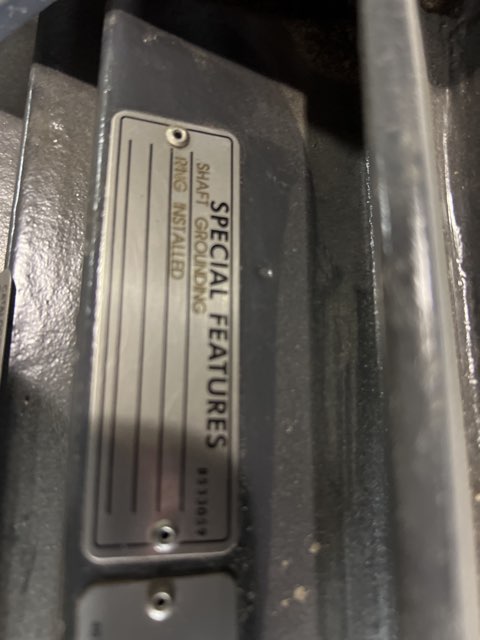 SPECIAL FEATURES
SHAFT GROUNDING
RING INSTALLED